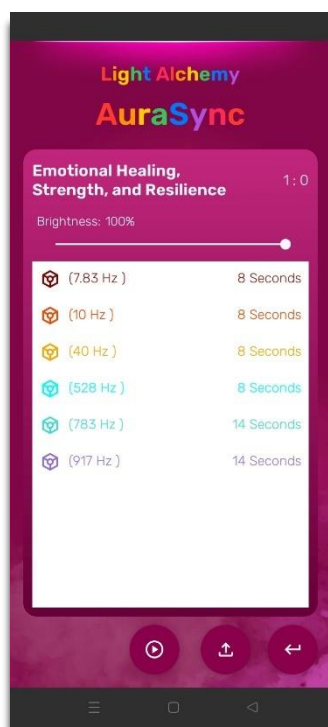 Light Alchemy
AuraSync
Emotional Healing,
Strength, and Resilience
1 : 0
Brightness: 100%
(7.83 Hz ) 8 Seconds
(10 Hz ) 8 Seconds
(40 Hz ) 8 Seconds
(528 Hz ) 8 Seconds
(783 Hz ) 14 Seconds
(917 Hz ) 14 Seconds